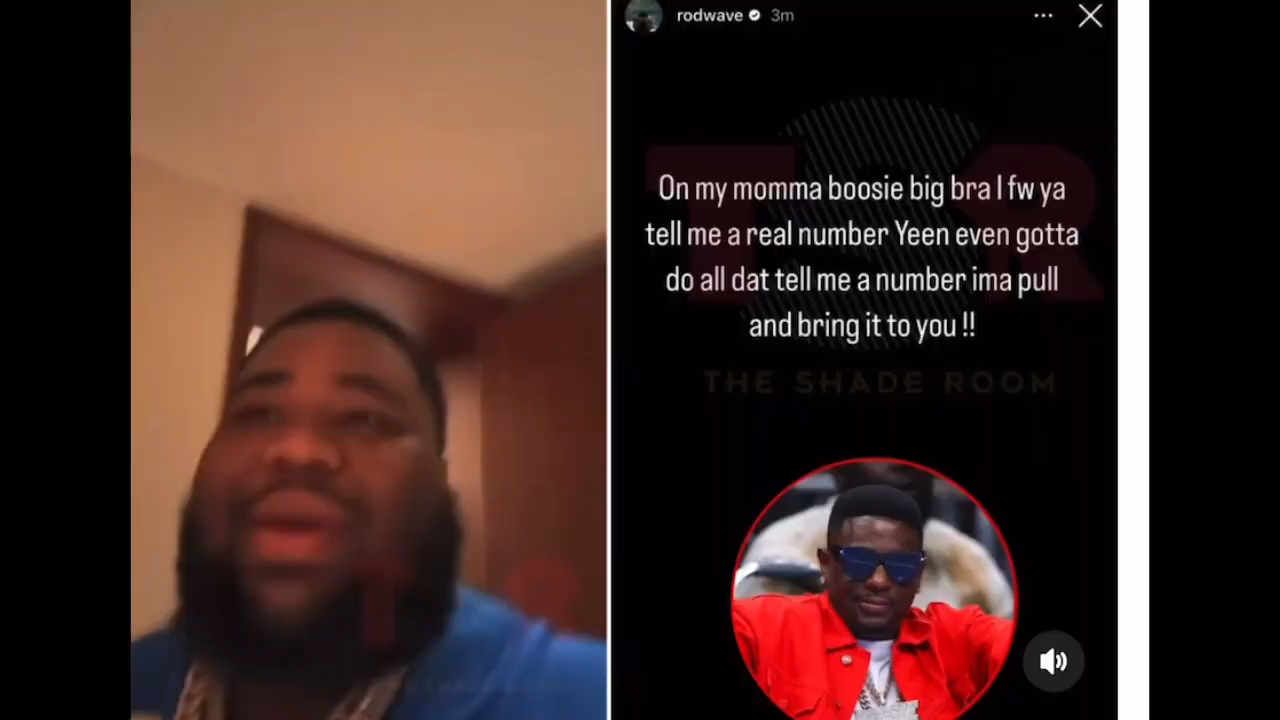 rodwave 3m
On my momma boosie big bra I fw ya
tell me a real number Yeen even gotta
do all dat tell me a number ima pull
and bring it to you !!
TSR
THE SHADE ROOM